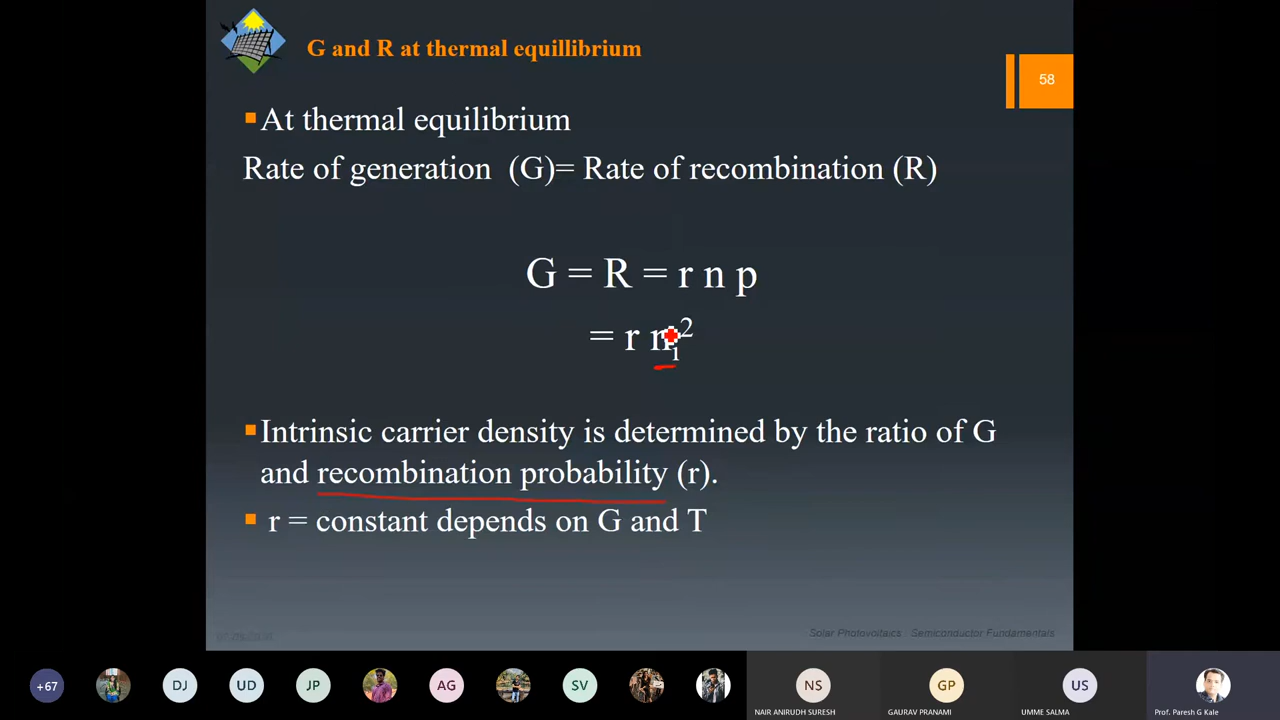 G and R at thermal equillibrium
58
At thermal equilibrium
Rate of generation (G)= Rate of recombination (R)
G = R = r n p
= r nᵢ²
Intrinsic carrier density is determined by the ratio of G
and recombination probability (r).
r = constant depends on G and T
Solar Photovoltaics : Semiconductor Fundamentals
+67
DJ
UD
JP
AG
SV
NS
GP
US
NAIR ANIRUDH SURESH
GAURAV PRANAMI
UMME SALMA
Prof. Paresh G Kale